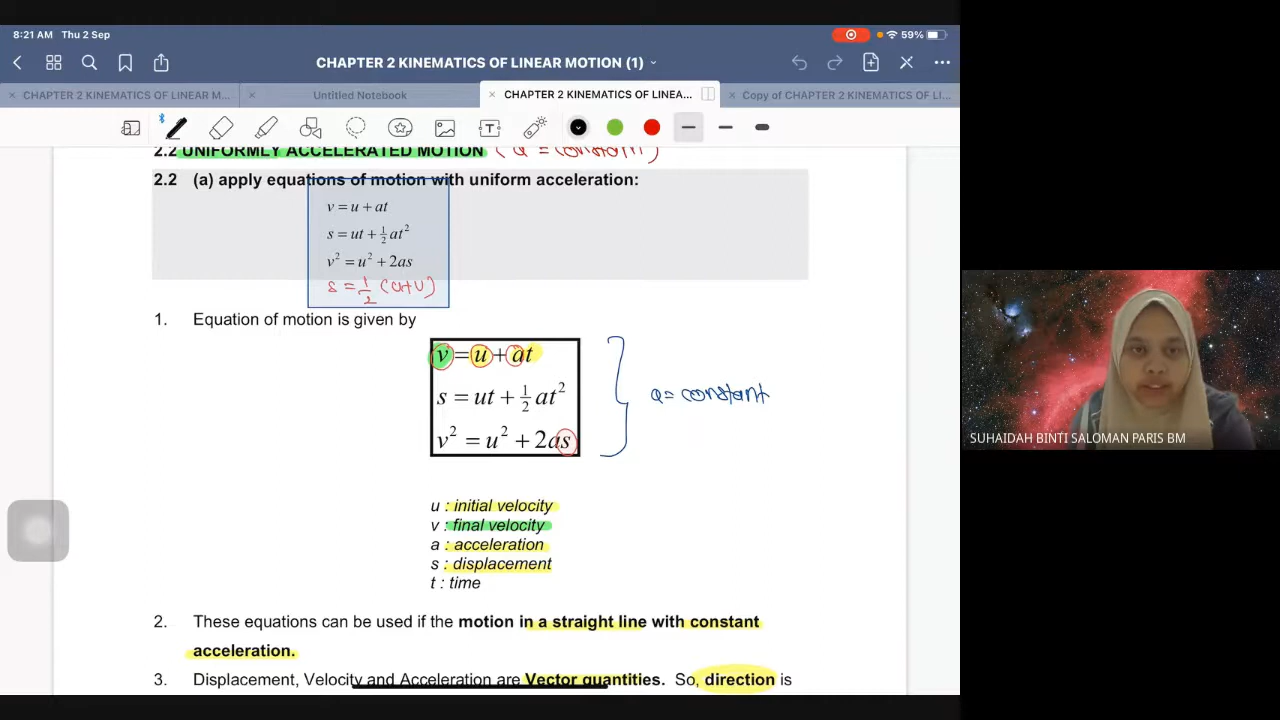 8:21 AM Thu 2 Sep
59%
CHAPTER 2 KINEMATICS OF LINEAR MOTION (1)
CHAPTER 2 KINEMATICS OF LINEAR M...
Untitled Notebook
CHAPTER 2 KINEMATICS OF LINEA...
Copy of CHAPTER 2 KINEMATICS OF LI...
2.2 UNIFORMLY ACCELERATED MOTION (a = constant)
2.2 (a) apply equations of motion with uniform acceleration:
v = u + at
s = ut + ½ at²
v² = u² + 2as
s = ½ (u+v)
1. Equation of motion is given by
v = u + at
s = ut + ½ at²
v² = u² + 2as
a = constant
u : initial velocity
v : final velocity
a : acceleration
s : displacement
t : time
2. These equations can be used if the motion in a straight line with constant
acceleration.
3. Displacement, Velocity and Acceleration are Vector quantities. So, direction is
SUHAIDAH BINTI SALOMAN PARIS BM